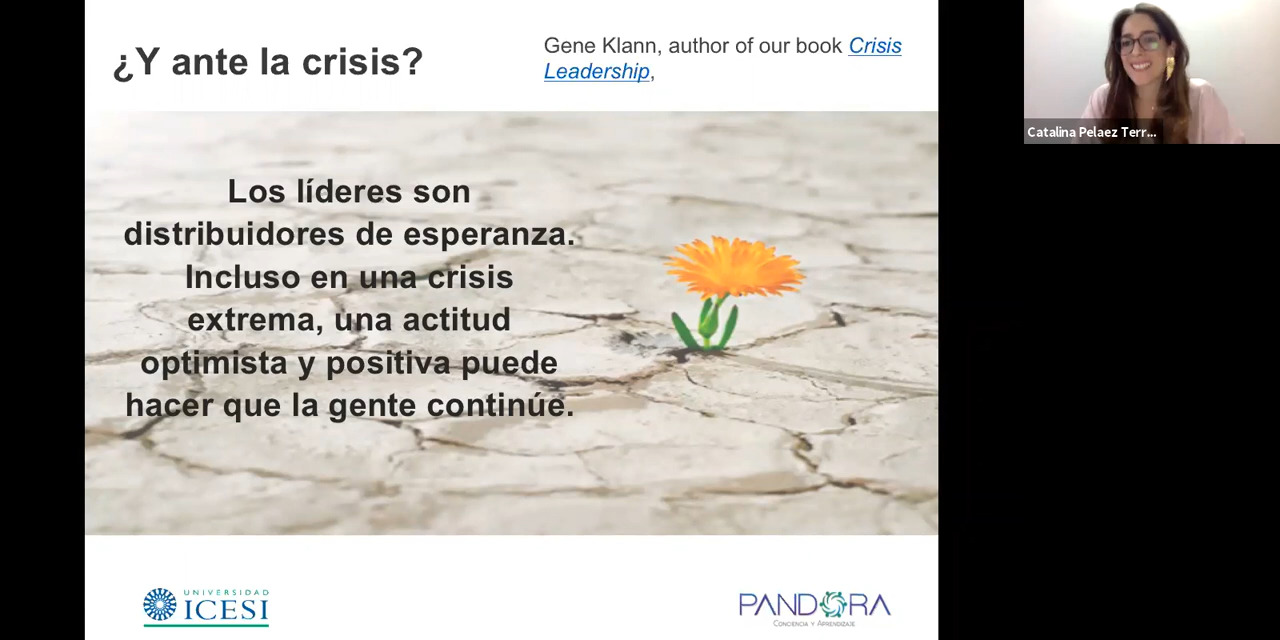 ¿Y ante la crisis?
Gene Klann, author of our book Crisis
Leadership,
Catalina Pelaez Terr...
Los líderes son
distribuidores de esperanza.
Incluso en una crisis
extrema, una actitud
optimista y positiva puede
hacer que la gente continúe.
UNIVERSIDAD
ICESI
PANDORA
CONCIENCIA Y APRENDIZAJE